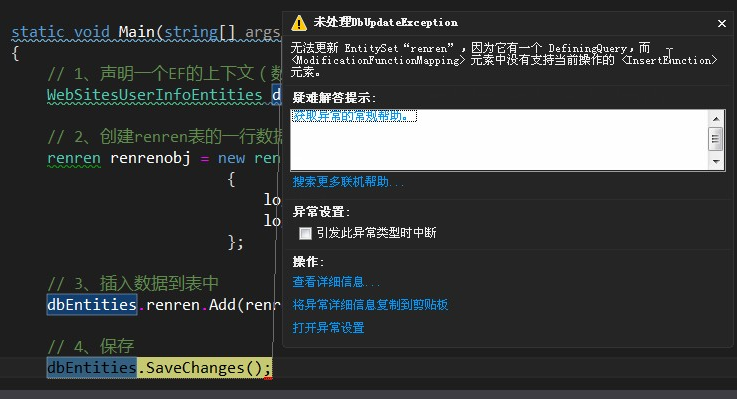 static void Main(string[] args
{
// 1、声明一个EF的上下文（数
WebSitesUserInfoEntities d
// 2、创建renren表的一行数据
renren renrenobj = new ren
{
lo
lo
};
// 3、插入数据到表中
dbEntities.renren.Add(renr
// 4、保存
dbEntities.SaveChanges();
未处理DbUpdateException
无法更新 EntitySet“renren”，因为它有一个 DefiningQuery，而
<ModificationFunctionMapping> 元素中没有支持当前操作的 <InsertFunction>
元素。
疑难解答提示:
获取异常的常规帮助。
搜索更多联机帮助...
异常设置:
引发此异常类型时中断
操作:
查看详细信息...
将异常详细信息复制到剪贴板
打开异常设置